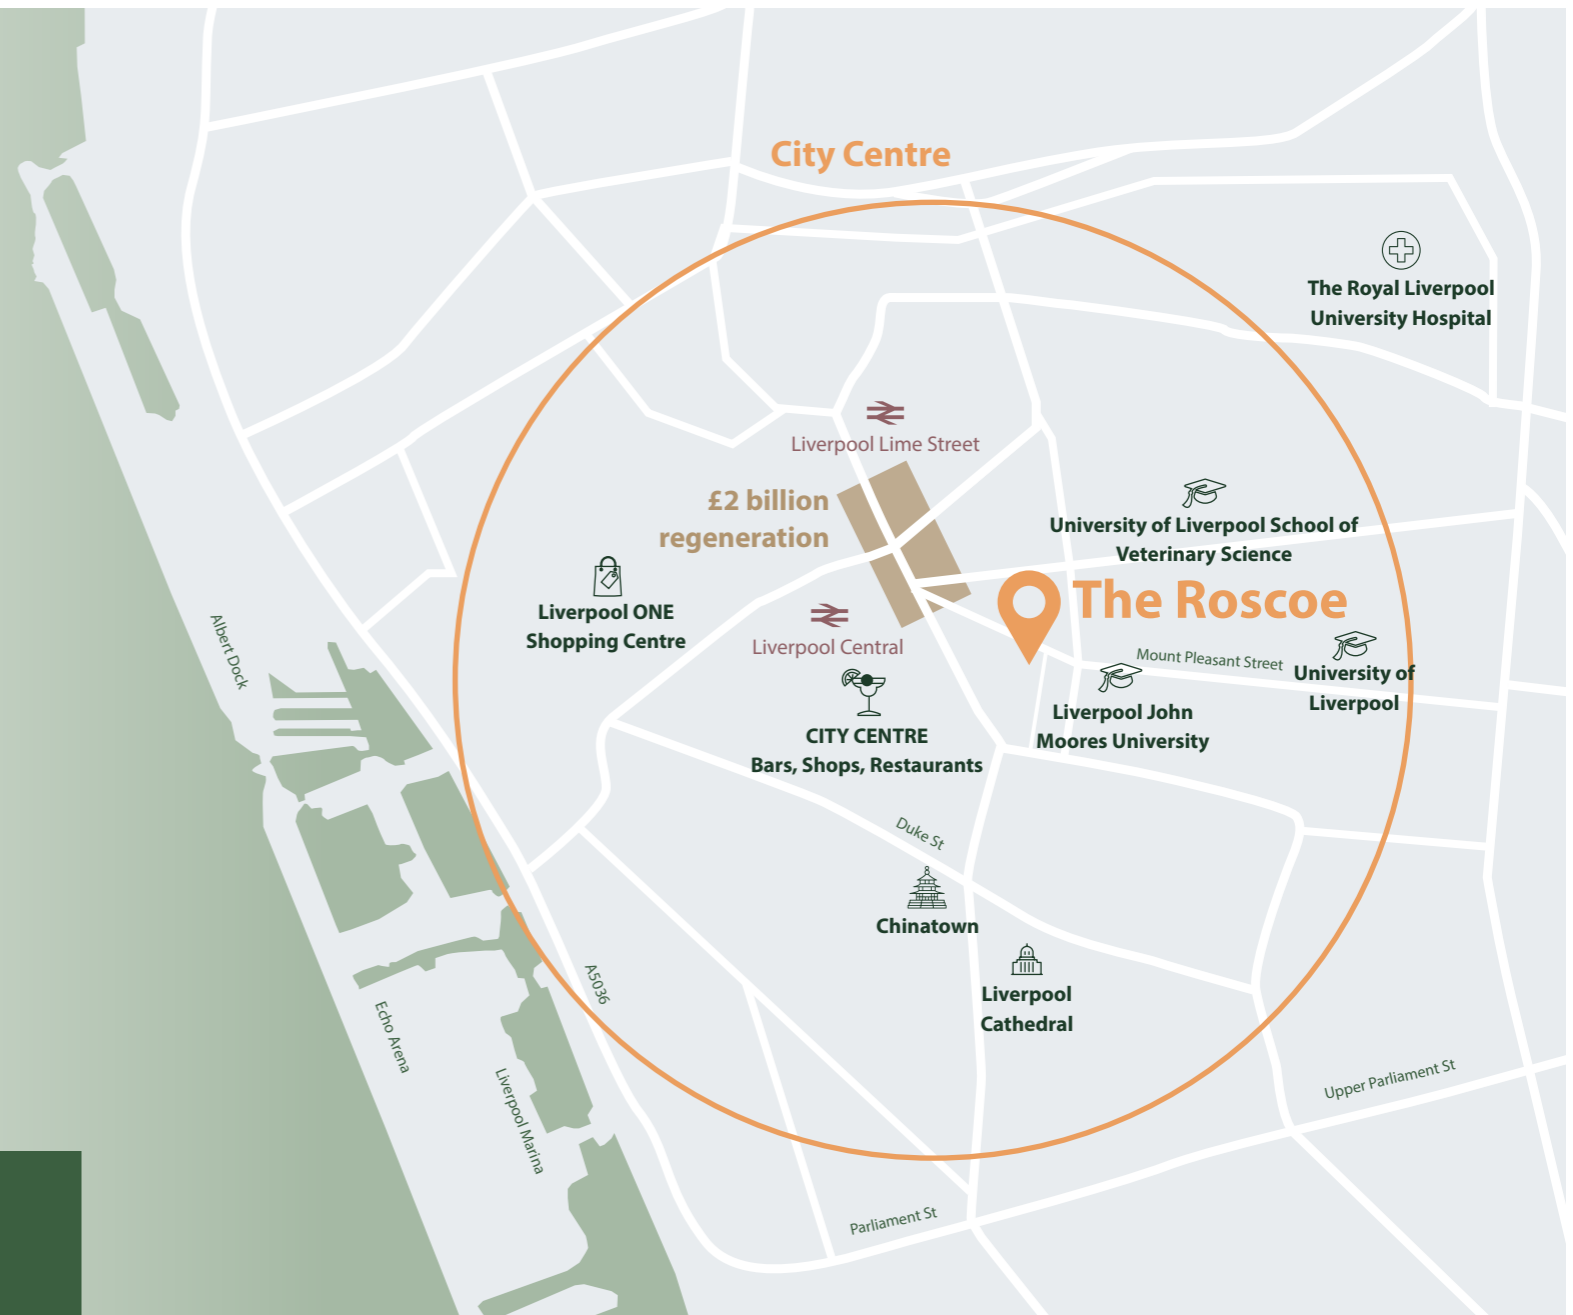 City Centre
The Royal Liverpool
University Hospital
Liverpool Lime Street
£2 billion
regeneration
University of Liverpool School of
Veterinary Science
Liverpool ONE
Shopping Centre
The Roscoe
Liverpool Central
Mount Pleasant Street
University of
Liverpool
Albert Dock
Liverpool John
Moores University
CITY CENTRE
Bars, Shops, Restaurants
Duke St
Chinatown
Liverpool
Cathedral
A5036
Echo Arena
Liverpool Marina
Upper Parliament St
Parliament St